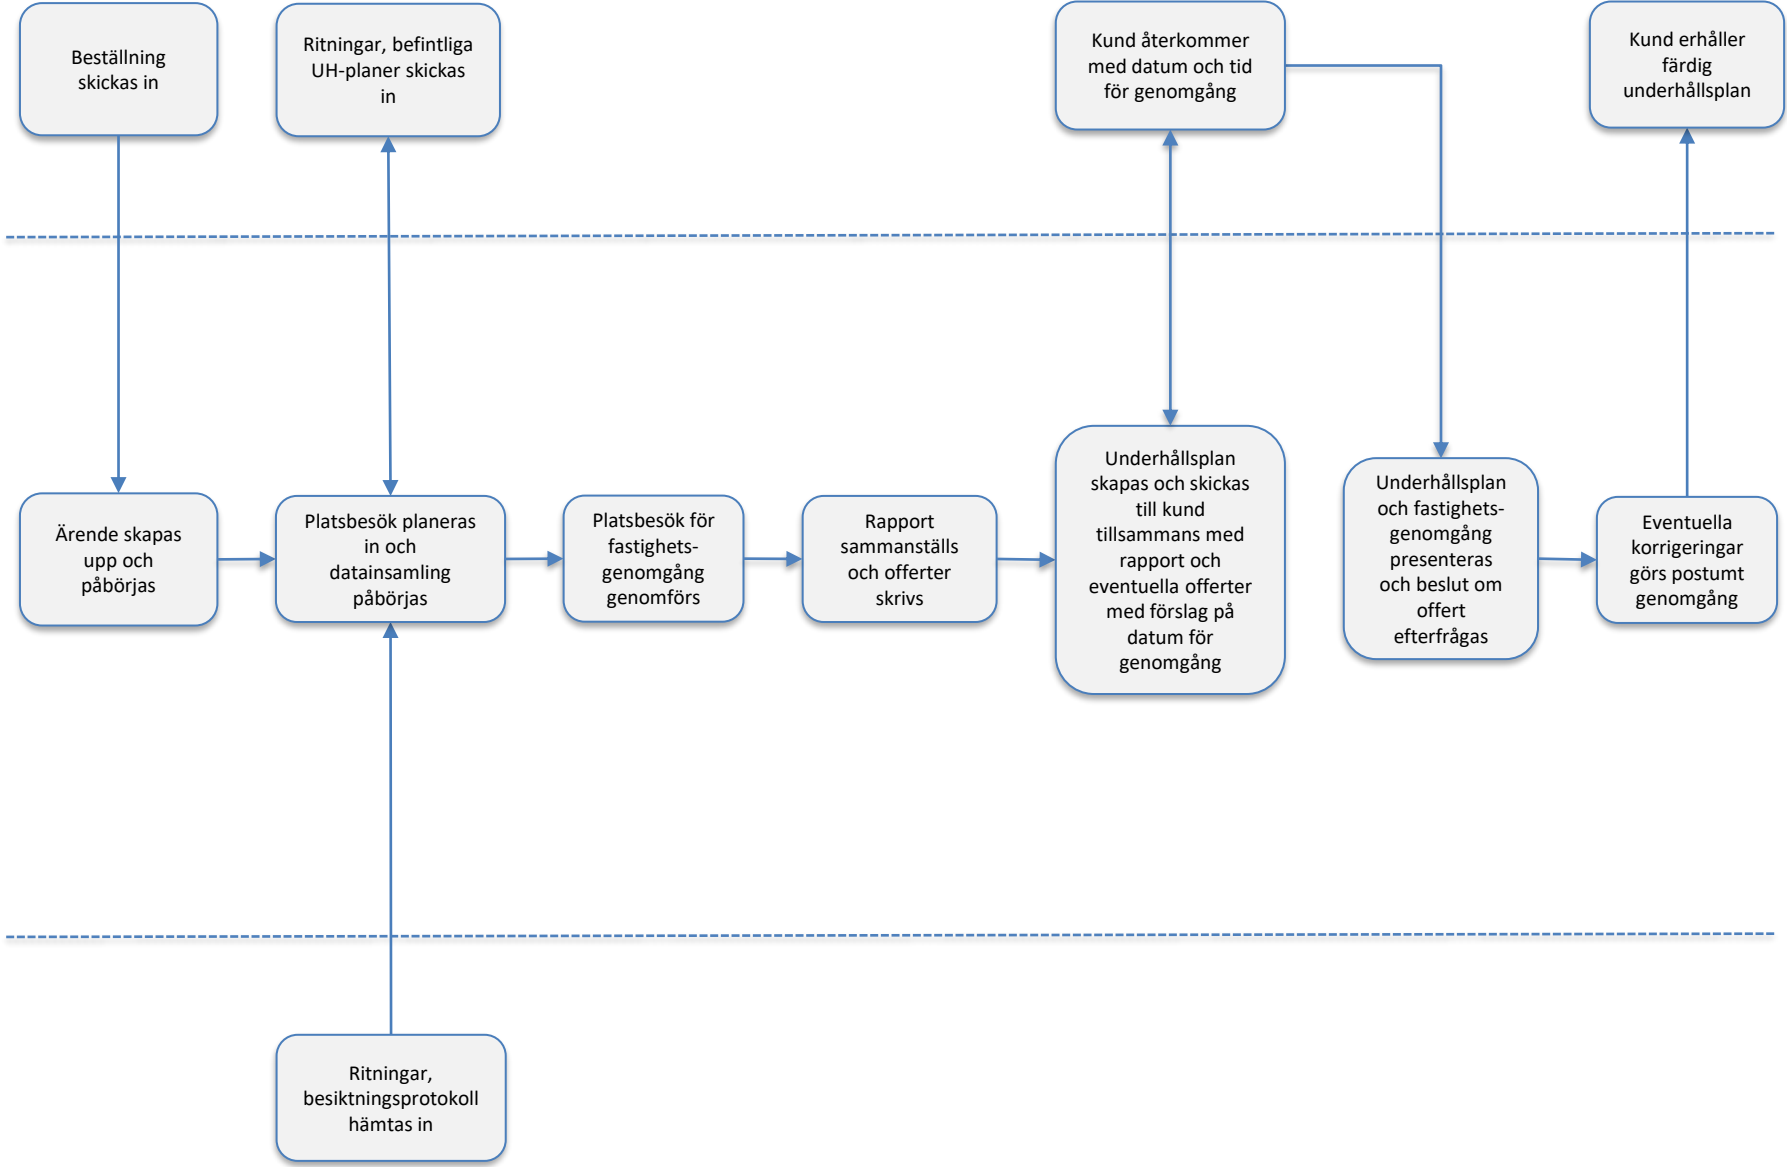 Beställning
skickas in
Ritningar, befintliga
UH-planer skickas
in
Kund återkommer
med datum och tid
för genomgång
Kund erhåller
färdig
underhållsplan
Ärende skapas
upp och
påbörjas
Platsbesök planeras
in och
datainsamling
påbörjas
Platsbesök för
fastighets-
genomgång
genomförs
Rapport
sammanställs
och offerter
skrivs
Underhållsplan
skapas och skickas
till kund
tillsammans med
rapport och
eventuella offerter
med förslag på
datum för
genomgång
Underhållsplan
och fastighets-
genomgång
presenteras
och beslut om
offert
efterfrågas
Eventuella
korrigeringar
görs postumt
genomgång
Ritningar,
besiktningsprotokoll
hämtas in